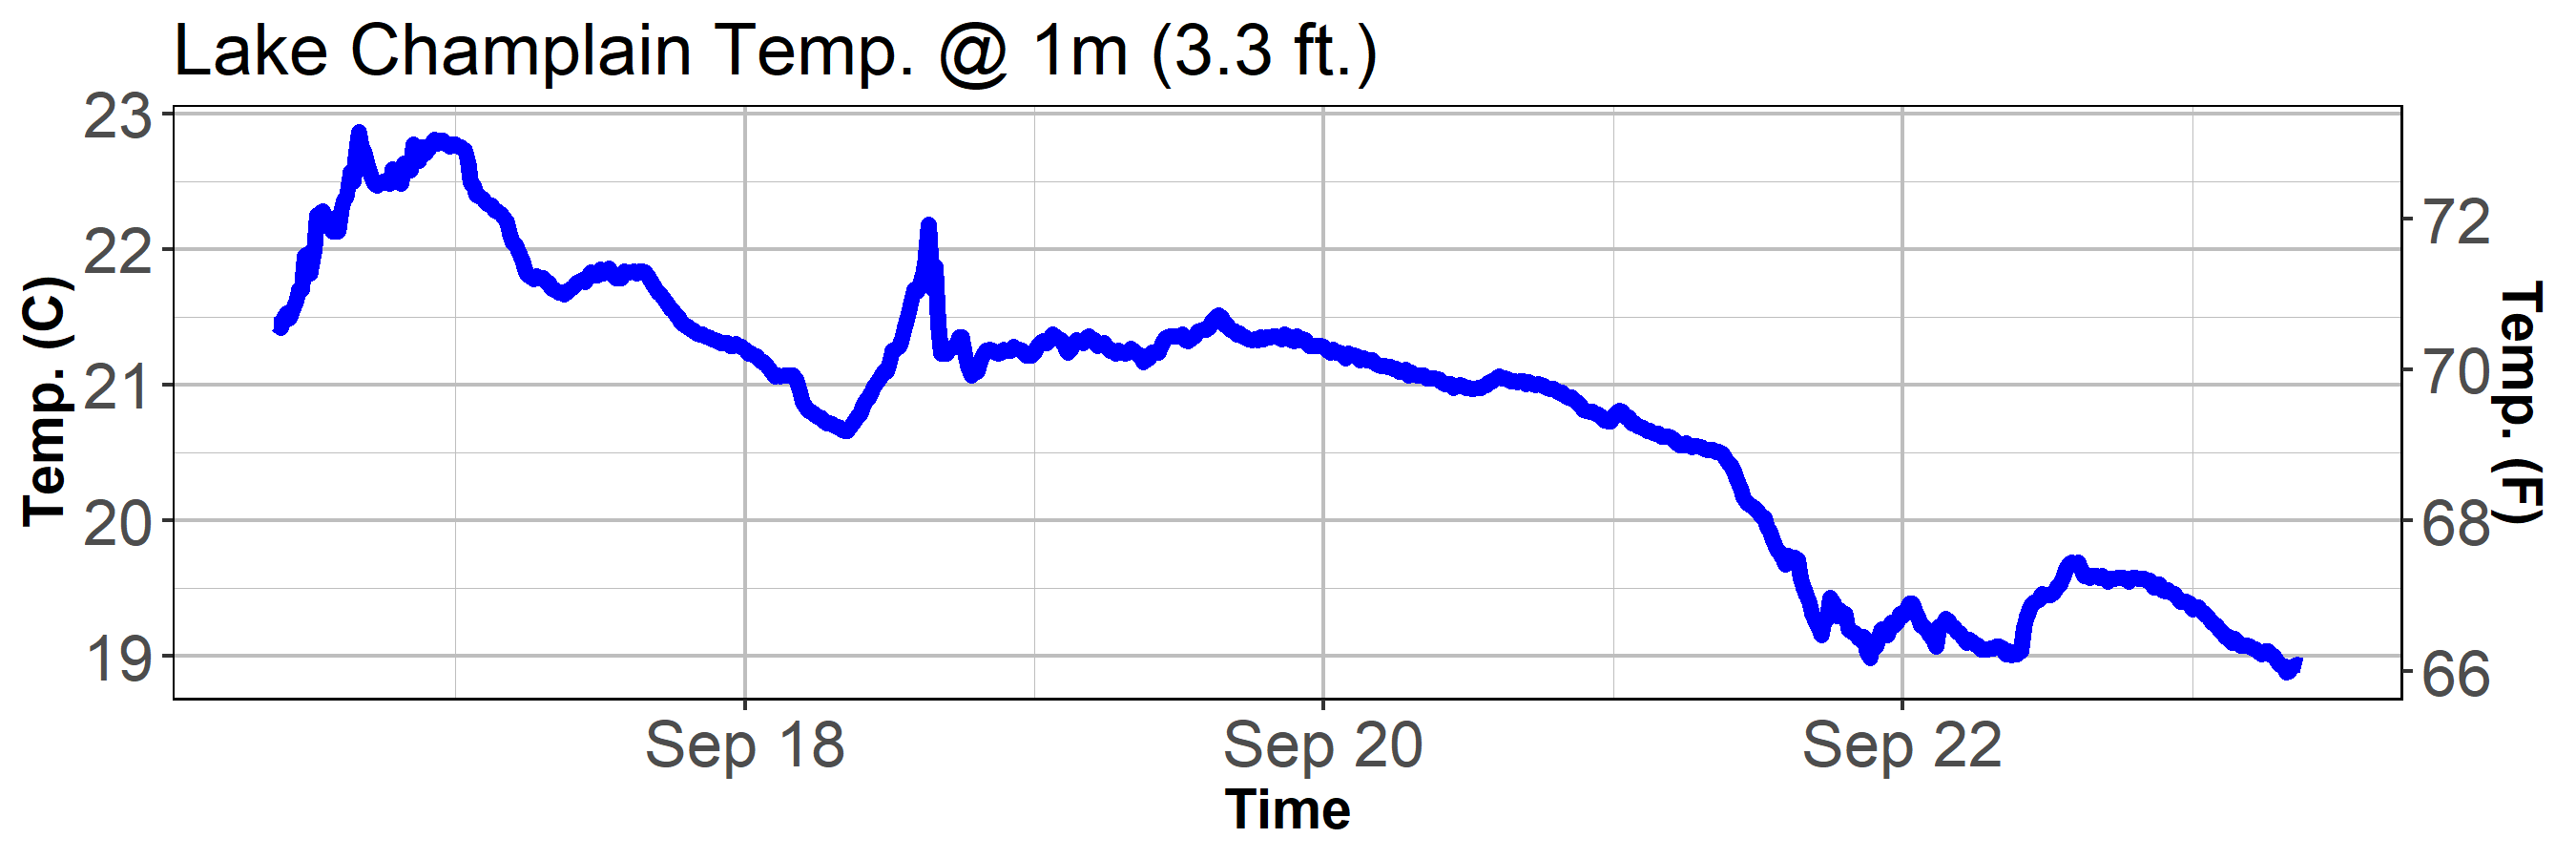 Lake Champlain Temp. @ 1m (3.3 ft.)
Temp. (C)
23
22
21
20
19
72
70
68
66
Temp. (F)
Sep 18
Sep 20
Sep 22
Time